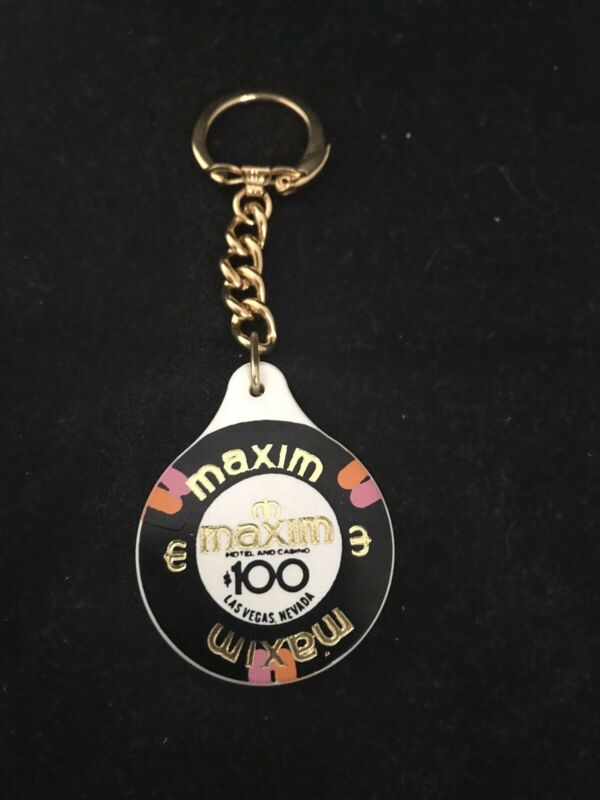 maxim
maxim
HOTEL AND CASINO
$100
LAS VEGAS, NEVADA
maxim